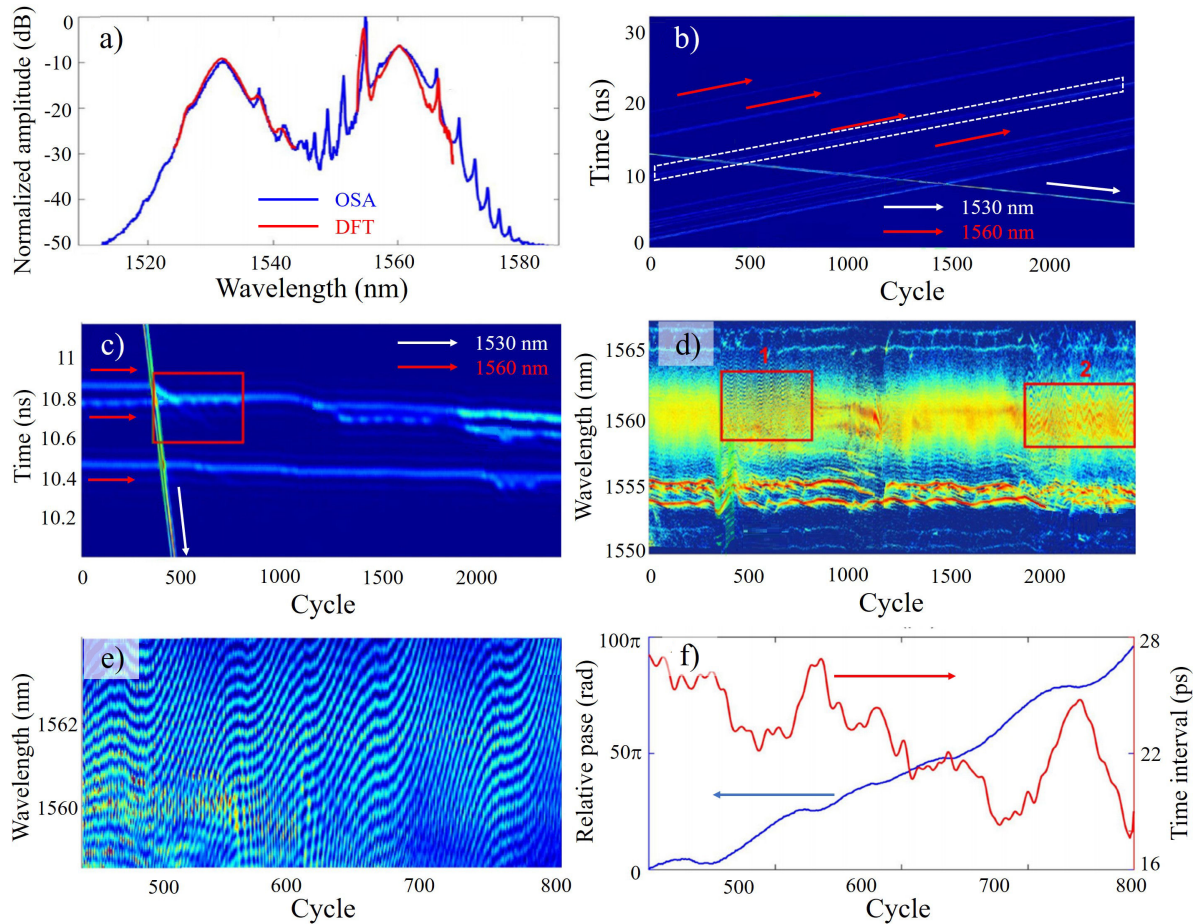 a)
Normalized amplitude (dB)
0
-10
-20
-30
-40
-50
OSA
DFT
1520
1540
1560
1580
Wavelength (nm)
b)
Time (ns)
30
20
10
0
1530 nm
1560 nm
0
500
1000
1500
2000
Cycle
c)
Time (ns)
11
10.8
10.6
10.4
10.2
1530 nm
1560 nm
0
500
1000
1500
2000
Cycle
d)
Wavelength (nm)
1565
1560
1555
1550
1
2
0
500
1000
1500
2000
Cycle
e)
Wavelength (nm)
1562
1560
500
600
700
800
Cycle
f)
Relative pase (rad)
100π
50π
0
28
22
16
Time interval (ps)
500
600
700
800
Cycle